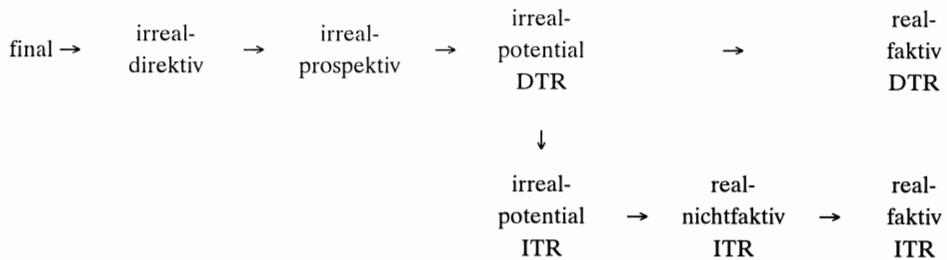 final → irreal-direktiv → irreal-prospektiv → irreal-potential DTR → real-faktiv DTR
↓
irreal-potential ITR → real-nichtfaktiv ITR → real-faktiv ITR